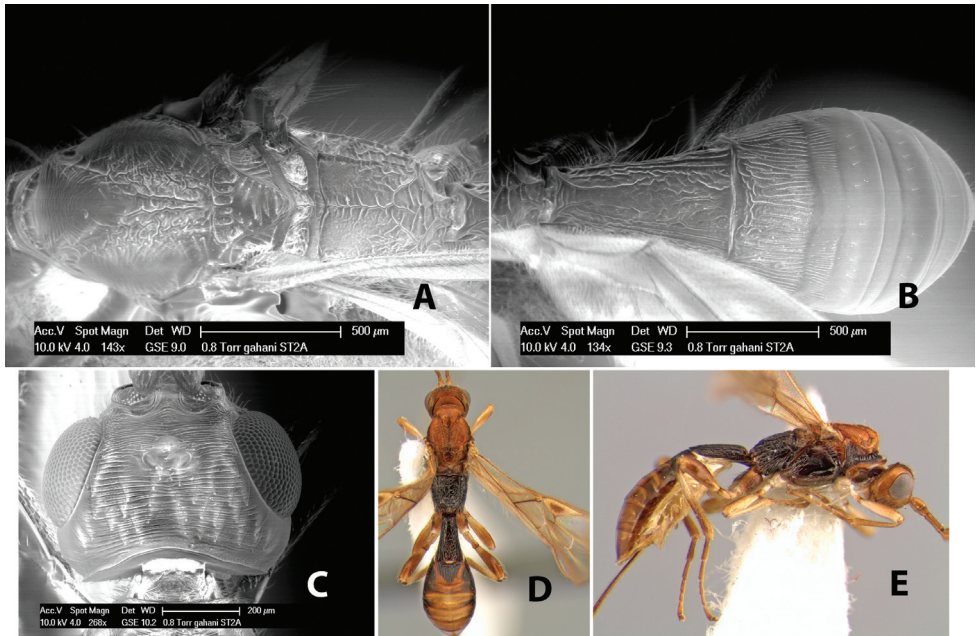 A
Acc.V Spot Magn Det WD 500 µm
10.0 kV 4.0 143x GSE 9.0 0.8 Torr gahani ST2A
B
Acc.V Spot Magn Det WD 500 µm
10.0 kV 4.0 134x GSE 9.3 0.8 Torr gahani ST2A
C
Acc.V Spot Magn Det WD 200 µm
10.0 kV 4.0 268x GSE 10.2 0.8 Torr gahani ST2A
D
E